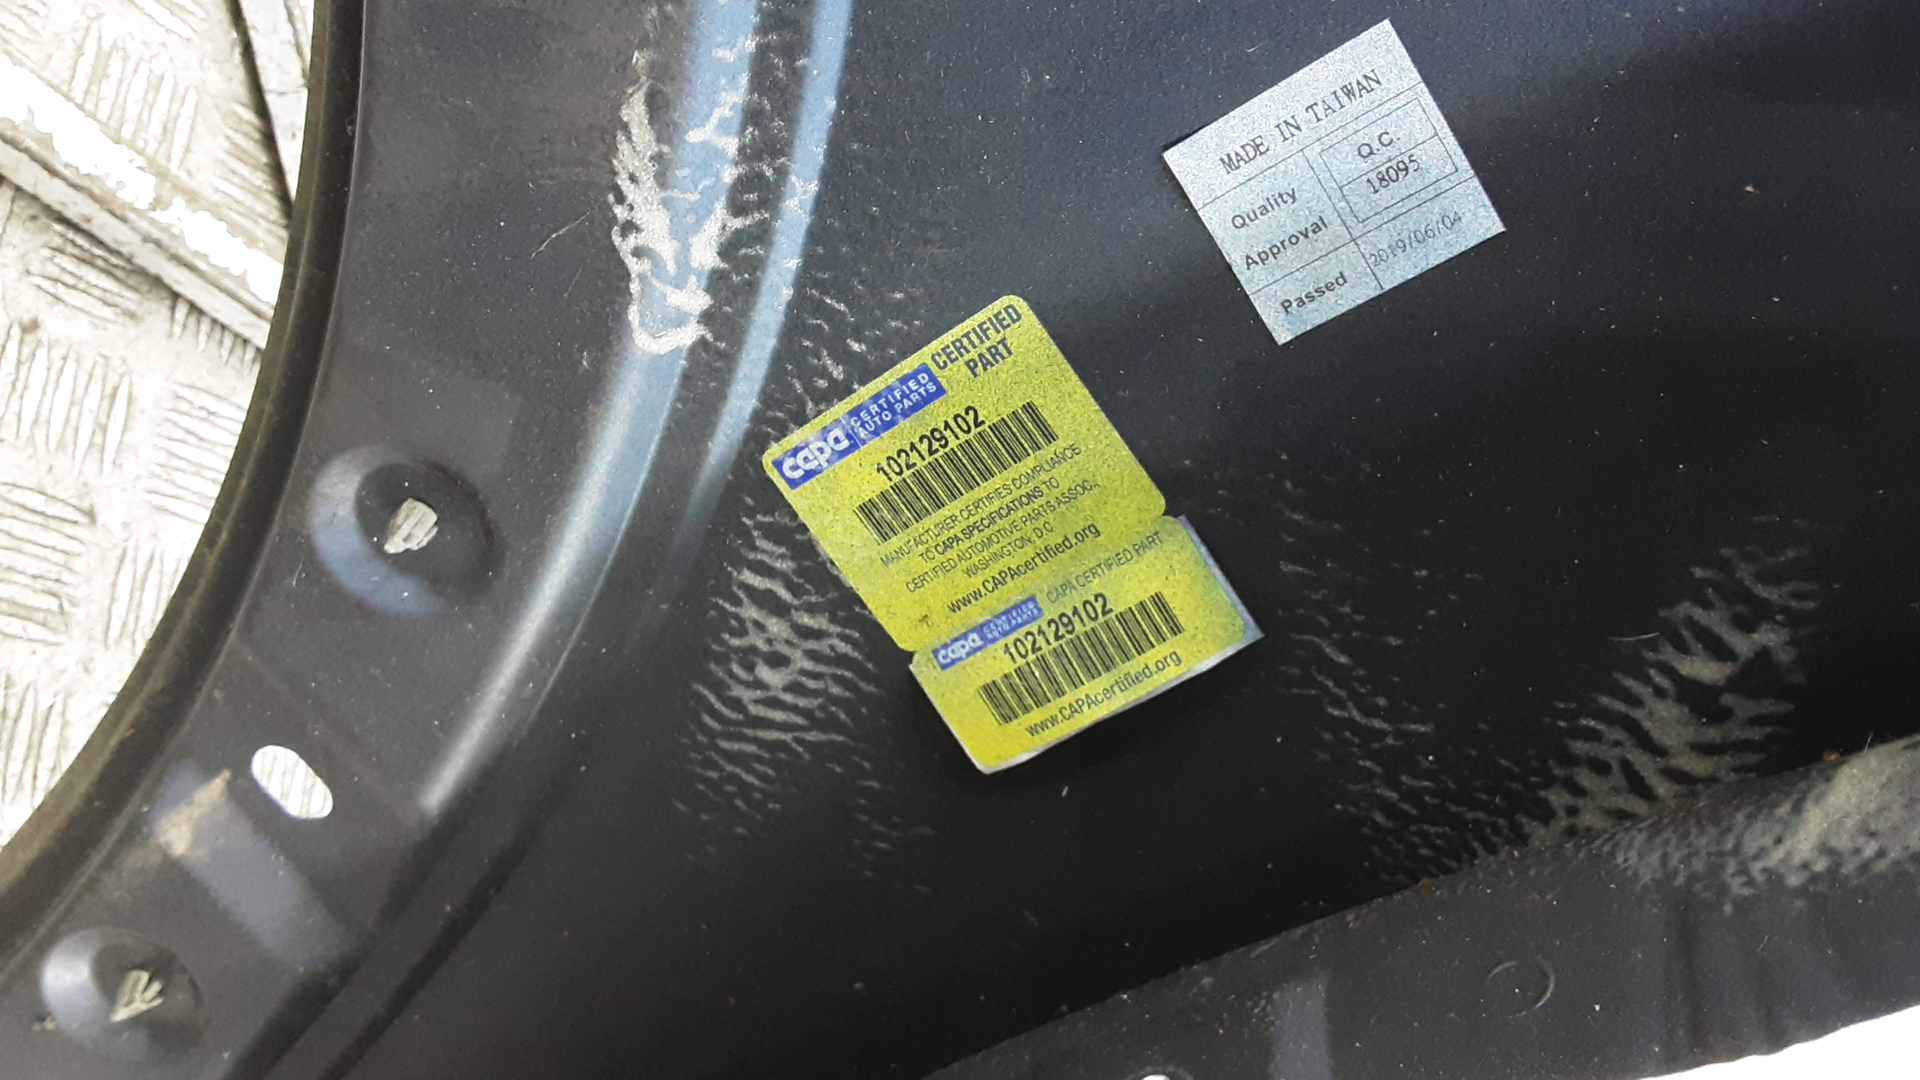 MADE IN TAIWAN
Quality
Approval
Passed
Q.C.
18095
2019/06/04
capa CERTIFIED
AUTO PARTS
CERTIFIED
PART
102129102
MANUFACTURER CERTIFIES COMPLIANCE
TO CAPA SPECIFICATIONS TO
CERTIFIED AUTOMOTIVE PARTS ASSOC.,
WASHINGTON, D.C.
www.CAPAcertified.org
capa CERTIFIED
AUTO PARTS
CAPA CERTIFIED PART
102129102
www.CAPAcertified.org